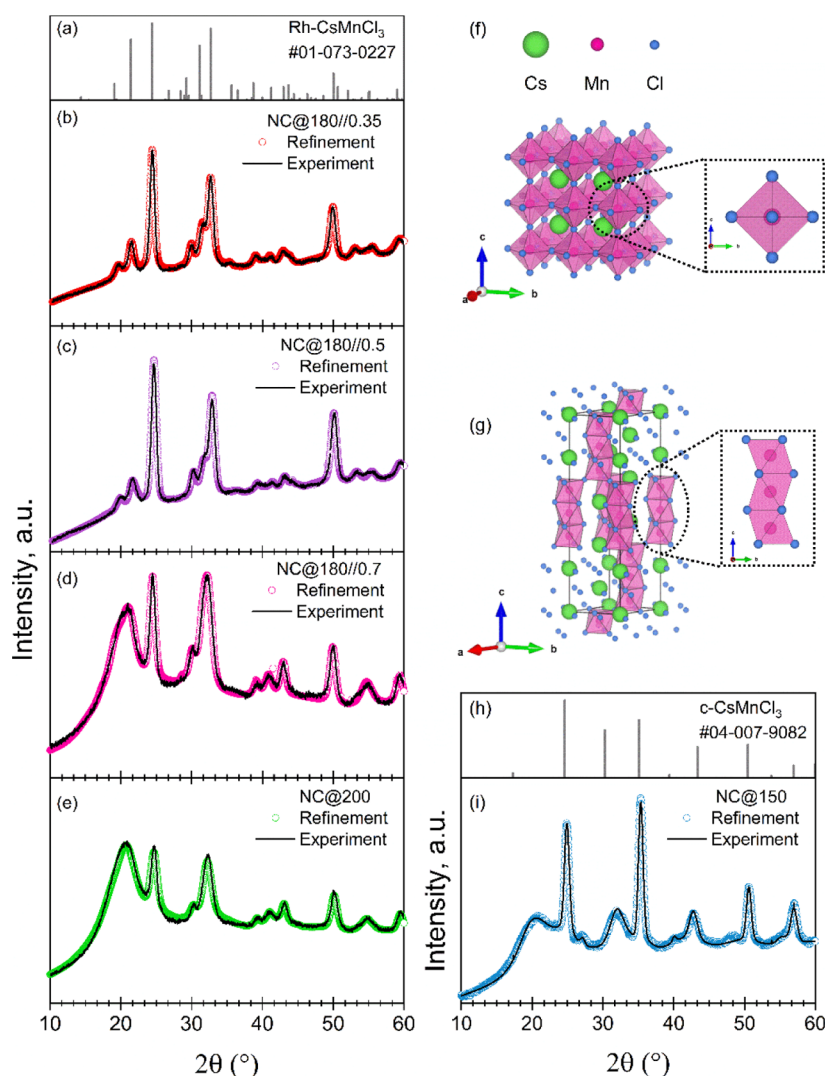 (a)
Rh-CsMnCl3
#01-073-0227
(b)
NC@180//0.35
Refinement
Experiment
(c)
NC@180//0.5
Refinement
Experiment
(d)
NC@180//0.7
Refinement
Experiment
(e)
NC@200
Refinement
Experiment
Intensity, a.u.
10 20 30 40 50 60
2θ (°)
(f)
Cs Mn Cl
c
a
b
c
b
(g)
c
a
b
c
b
(h)
c-CsMnCl3
#04-007-9082
(i)
NC@150
Refinement
Experiment
Intensity, a.u.
10 20 30 40 50 60
2θ (°)